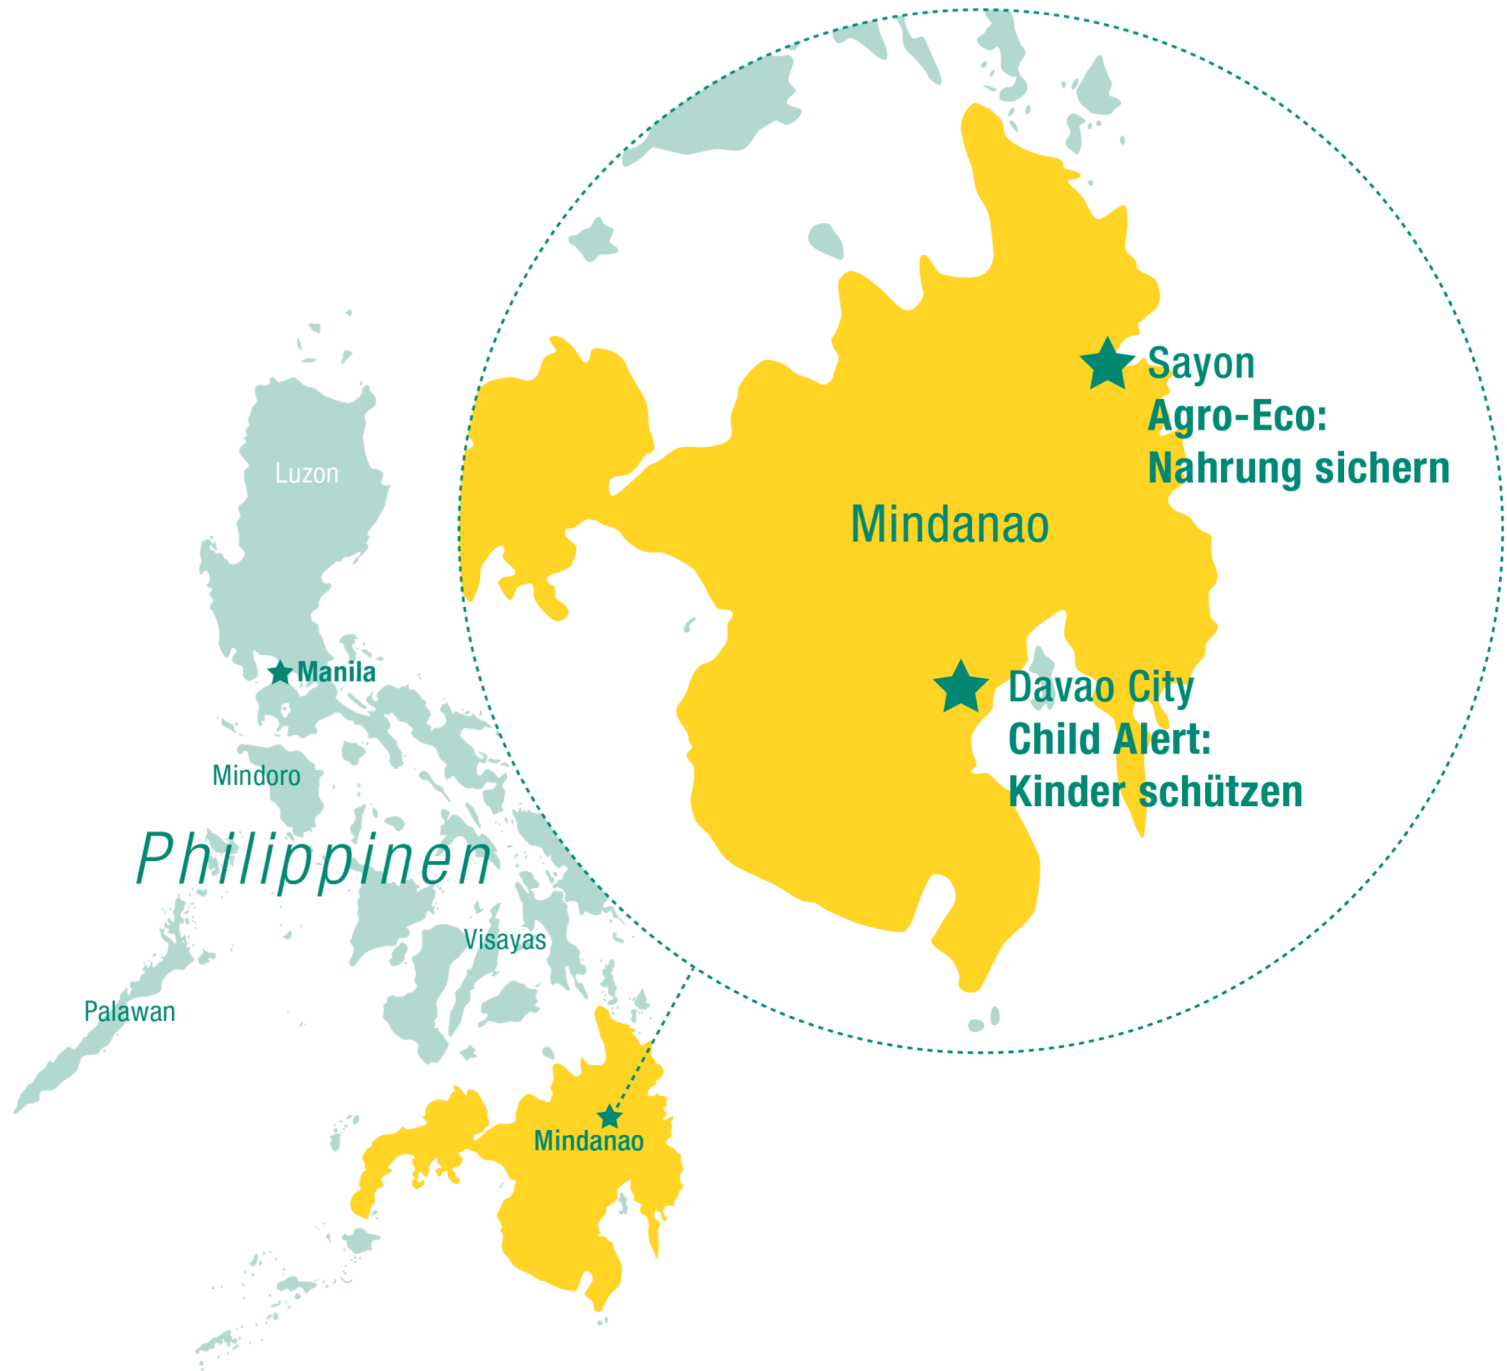 Sayon
Agro-Eco:
Nahrung sichern
Mindanao
Davao City
Child Alert:
Kinder schützen
Luzon
Manila
Mindoro
Philippinen
Visayas
Palawan
Mindanao